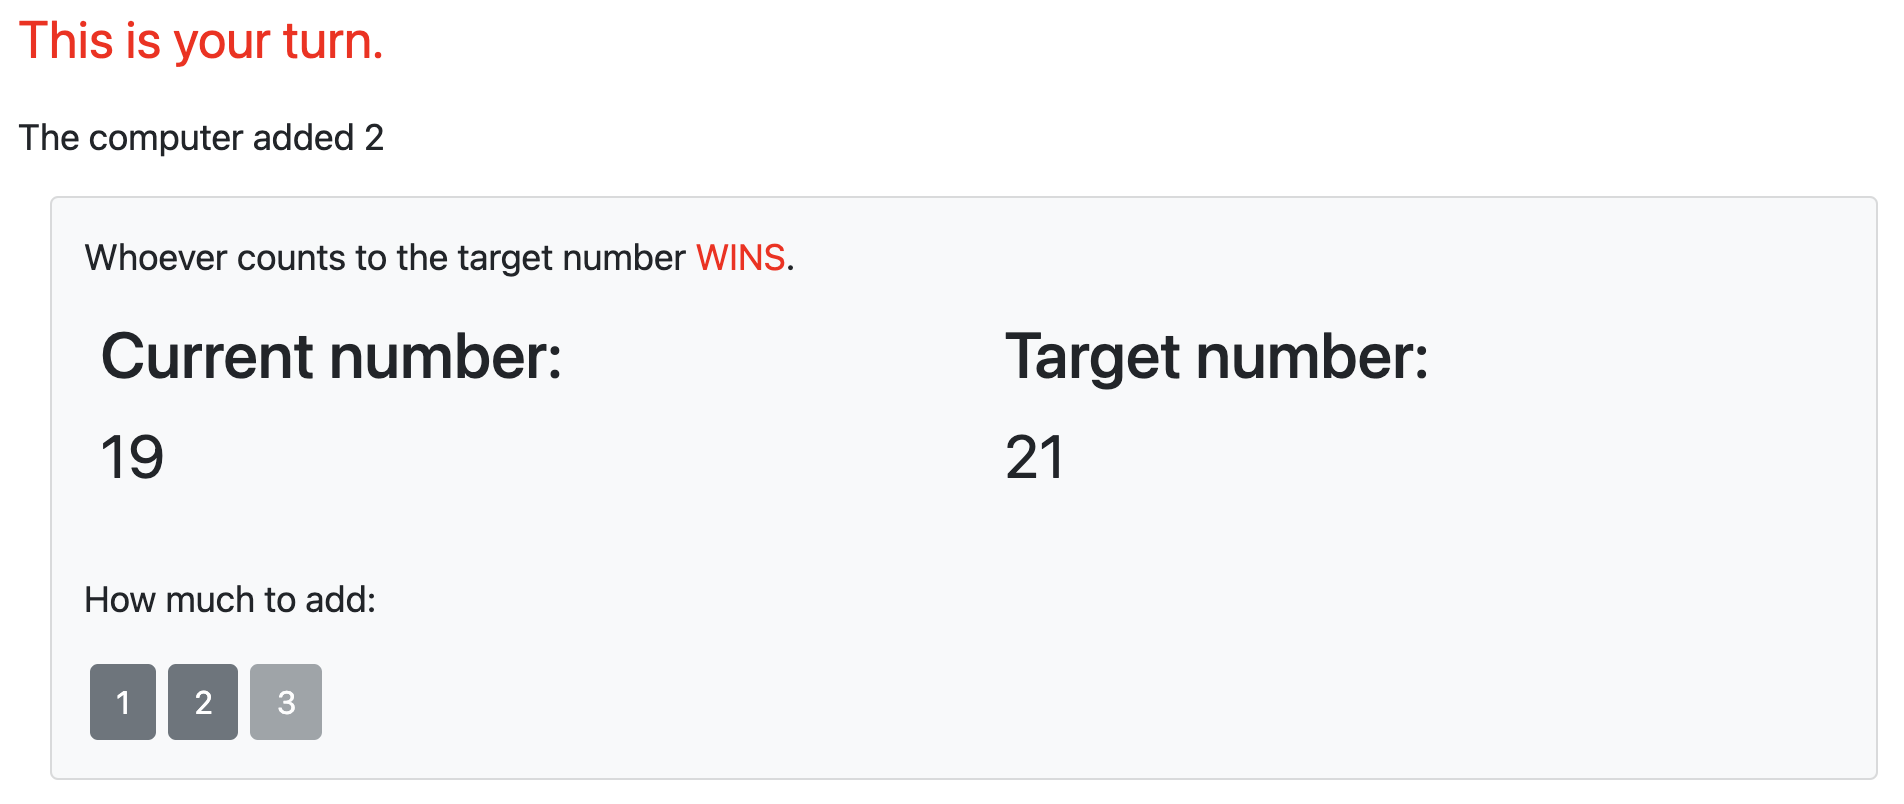 This is your turn.
The computer added 2
Whoever counts to the target number WINS.
Current number:
Target number:
19
21
How much to add:
1 2 3